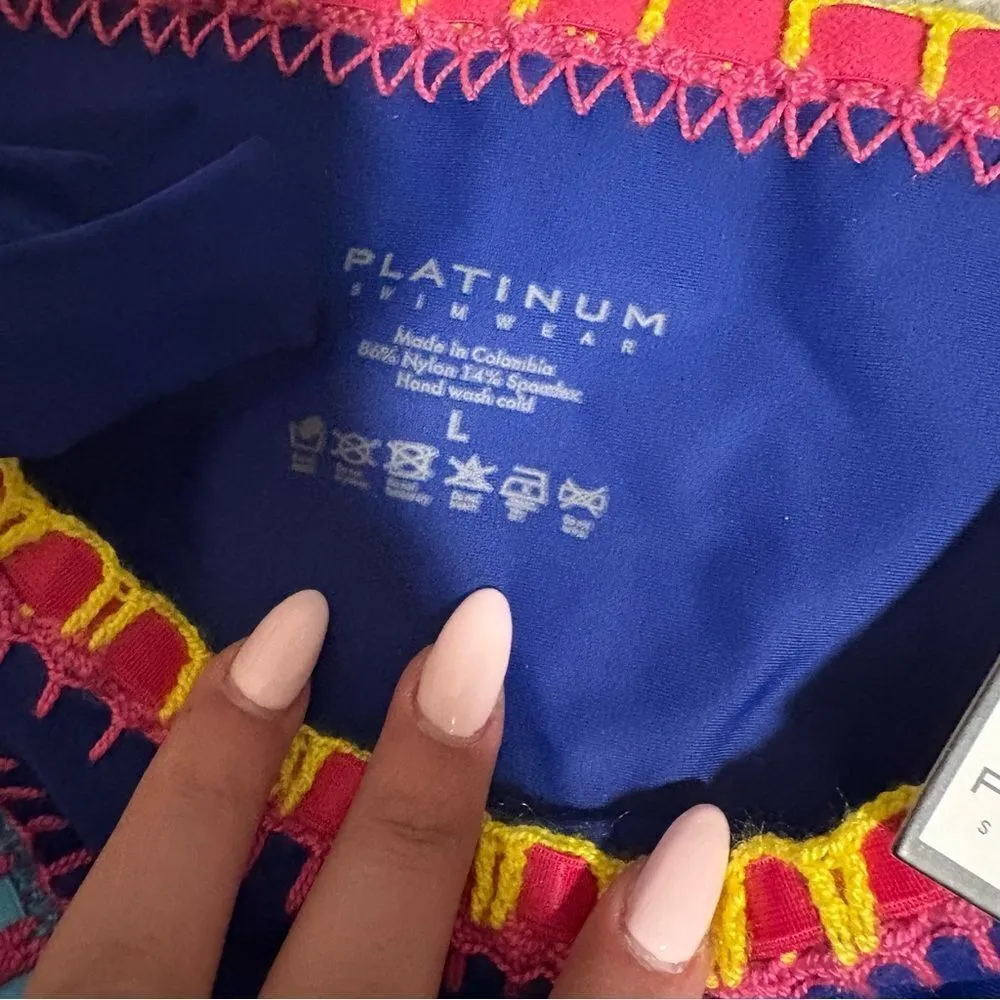 PLATINUM
SWIMWEAR
Made in Colombia
86% Nylon 14% Spandex
Hand wash cold
L